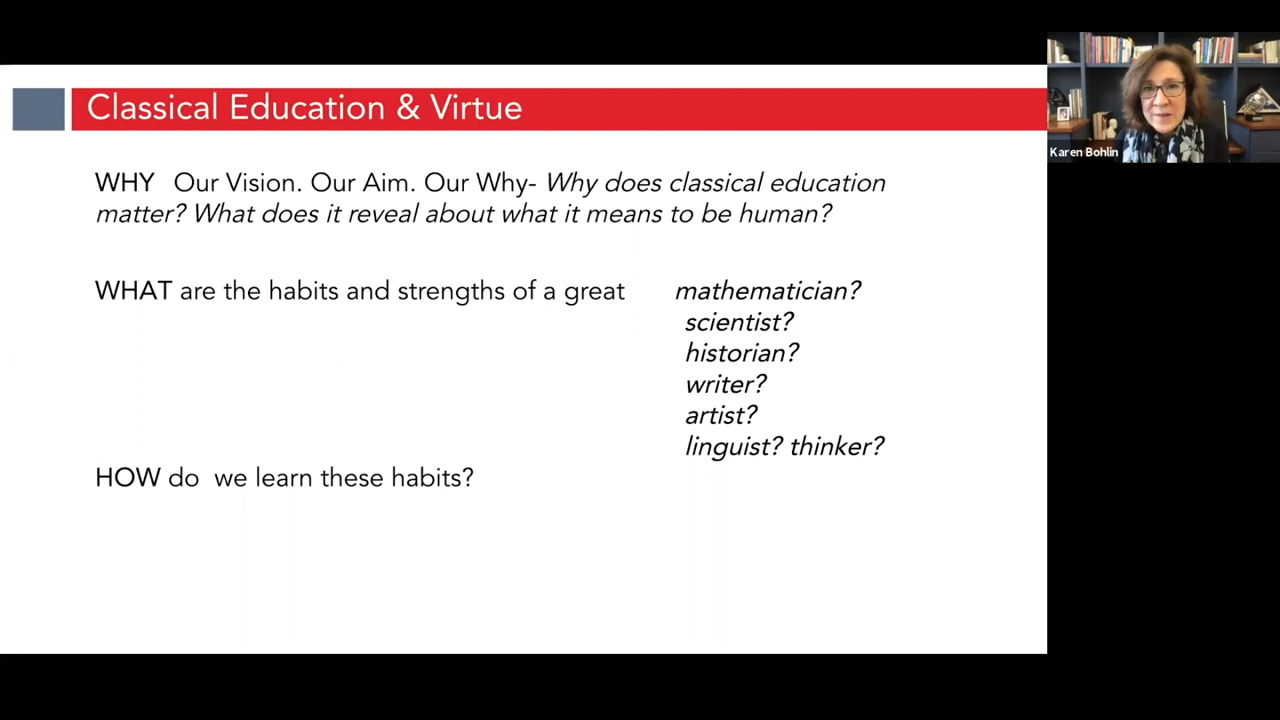 Classical Education & Virtue
WHY Our Vision. Our Aim. Our Why- Why does classical education
matter? What does it reveal about what it means to be human?
WHAT are the habits and strengths of a great mathematician?
scientist?
historian?
writer?
artist?
linguist? thinker?
HOW do we learn these habits?
Karen Bohlin